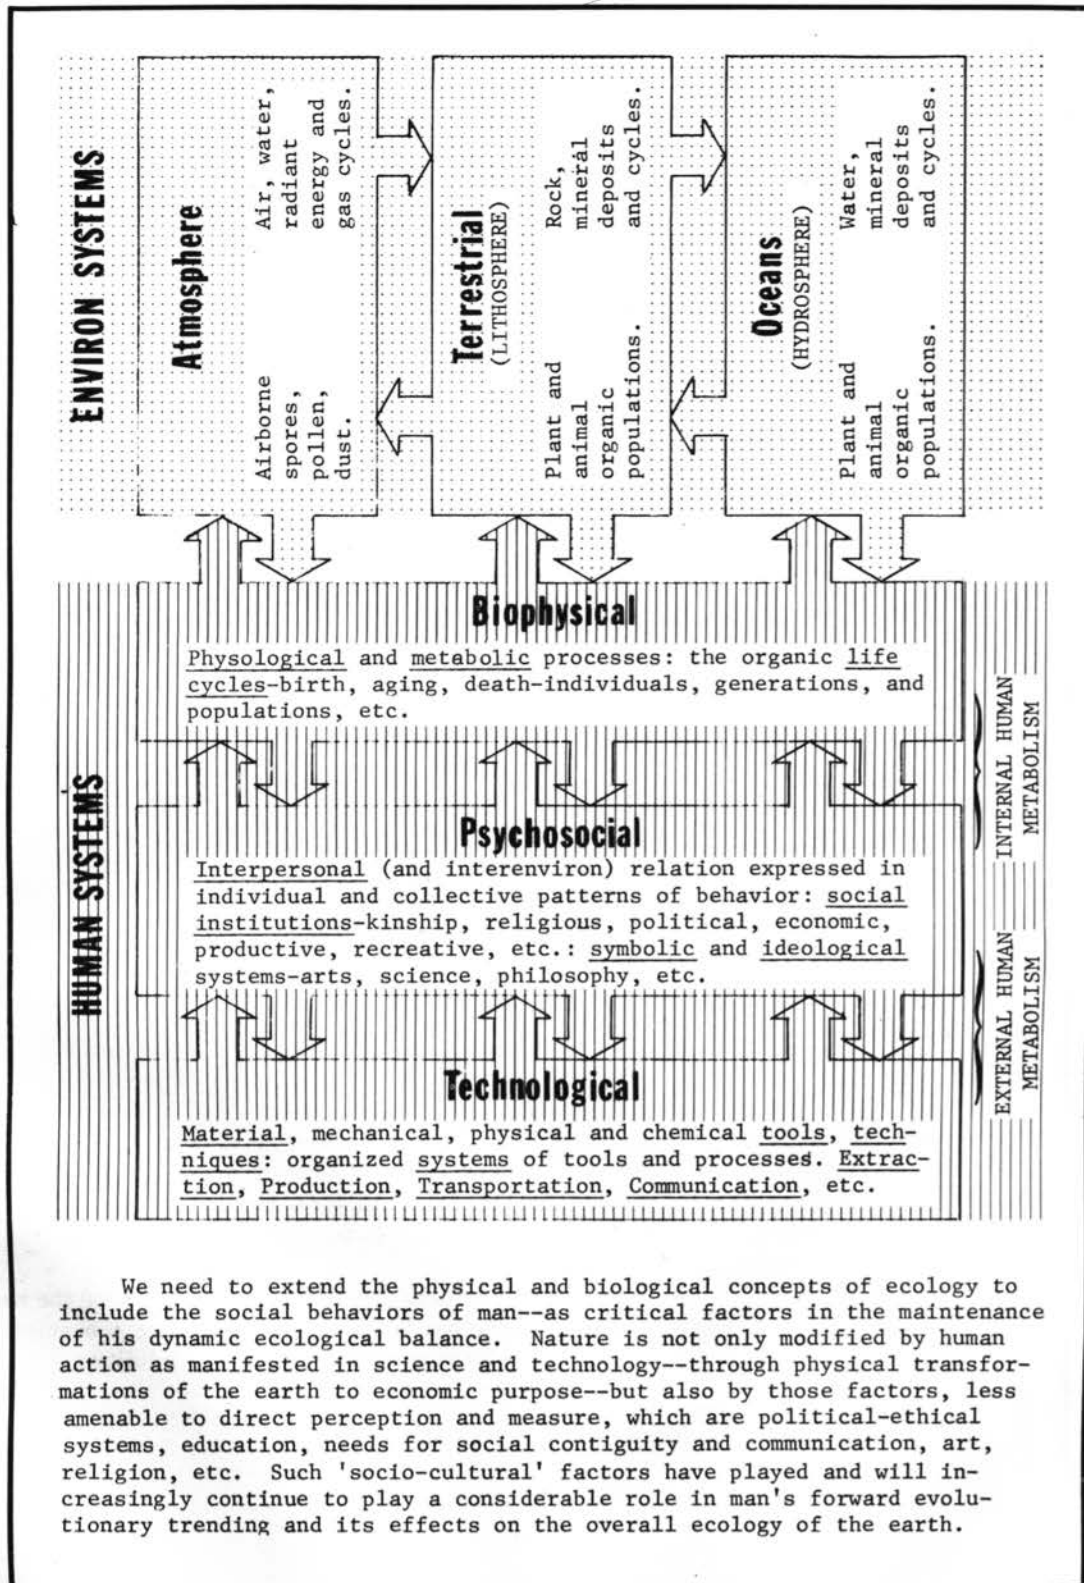 ENVIRON SYSTEMS
Atmosphere
Air, water,
radiant
energy and
gas cycles.
Airborne
spores,
pollen,
dust.
Terrestrial
(LITHOSPHERE)
Rock,
mineral
deposits
and cycles.
Plant and
animal
organic
populations.
Oceans
(HYDROSPHERE)
Water,
mineral
deposits
and cycles.
Plant and
animal
organic
populations.
HUMAN SYSTEMS
Biophysical
Physological and metabolic processes: the organic life
cycles-birth, aging, death-individuals, generations, and
populations, etc.
Psychosocial
Interpersonal (and interenviron) relation expressed in
individual and collective patterns of behavior: social
institutions-kinship, religious, political, economic,
productive, recreative, etc.: symbolic and ideological
systems-arts, science, philosophy, etc.
Technological
Material, mechanical, physical and chemical tools, tech-
niques: organized systems of tools and processes. Extrac-
tion, Production, Transportation, Communication, etc.
INTERNAL HUMAN
METABOLISM
EXTERNAL HUMAN
METABOLISM
We need to extend the physical and biological concepts of ecology to
include the social behaviors of man--as critical factors in the maintenance
of his dynamic ecological balance. Nature is not only modified by human
action as manifested in science and technology--through physical transfor-
mations of the earth to economic purpose--but also by those factors, less
amenable to direct perception and measure, which are political-ethical
systems, education, needs for social contiguity and communication, art,
religion, etc. Such 'socio-cultural' factors have played and will in-
creasingly continue to play a considerable role in man's forward evolu-
tionary trending and its effects on the overall ecology of the earth.